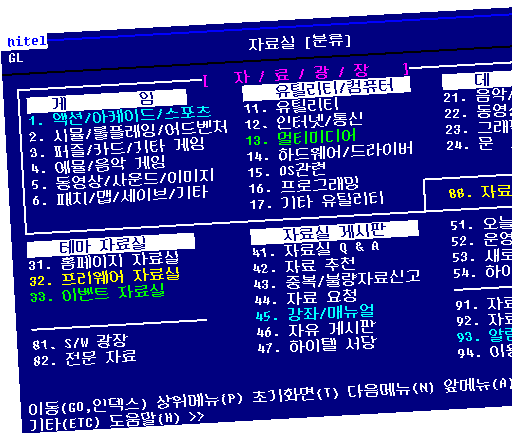 hitel
GL
자료실 [분류]
[ 자 / 료 / 광 / 장 ]
게 임 유틸리티/컴퓨터 데
1. 액션/아케이드/스포츠 11. 유틸리티 21. 음악/
2. 시뮬/롤플레잉/어드벤처 12. 인터넷/통신 22. 동영
3. 퍼즐/카드/기타 게임 13. 멀티미디어 23. 그래픽
4. 에뮬/음악 게임 14. 하드웨어/드라이버 24. 문
5. 동영상/사운드/이미지 15. OS관련
6. 패치/맵/세이브/기타 16. 프로그래밍
17. 기타 유틸리티 88. 자료
테마 자료실 자료실 게시판
31. 홈페이지 자료실 41. 자료실 Q & A 51. 오늘
32. 프리웨어 자료실 42. 자료 추천 52. 운영
33. 이벤트 자료실 43. 중복/불량자료신고 53. 새로
44. 자료 요청 54. 하이
45. 강좌/매뉴얼
81. S/W 광장 46. 자유 게시판 91. 자료
82. 전문 자료 47. 하이텔 서당 92. 자료
93. 알림
94. 이용
이동(GO,인덱스) 상위메뉴(P) 초기화면(T) 다음메뉴(N) 앞메뉴(A)
기타(ETC) 도움말(H) >>